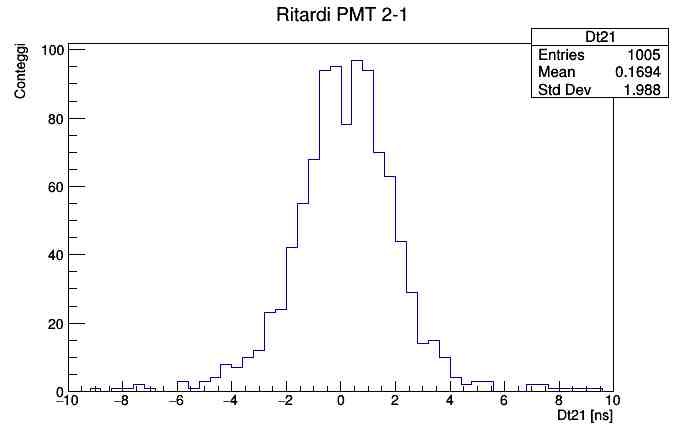 Ritardi PMT 2-1
Dt21
Entries 1005
Mean 0.1694
Std Dev 1.988
Conteggi
100
80
60
40
20
0
−10 −8 −6 −4 −2 0 2 4 6 8 10
Dt21 [ns]